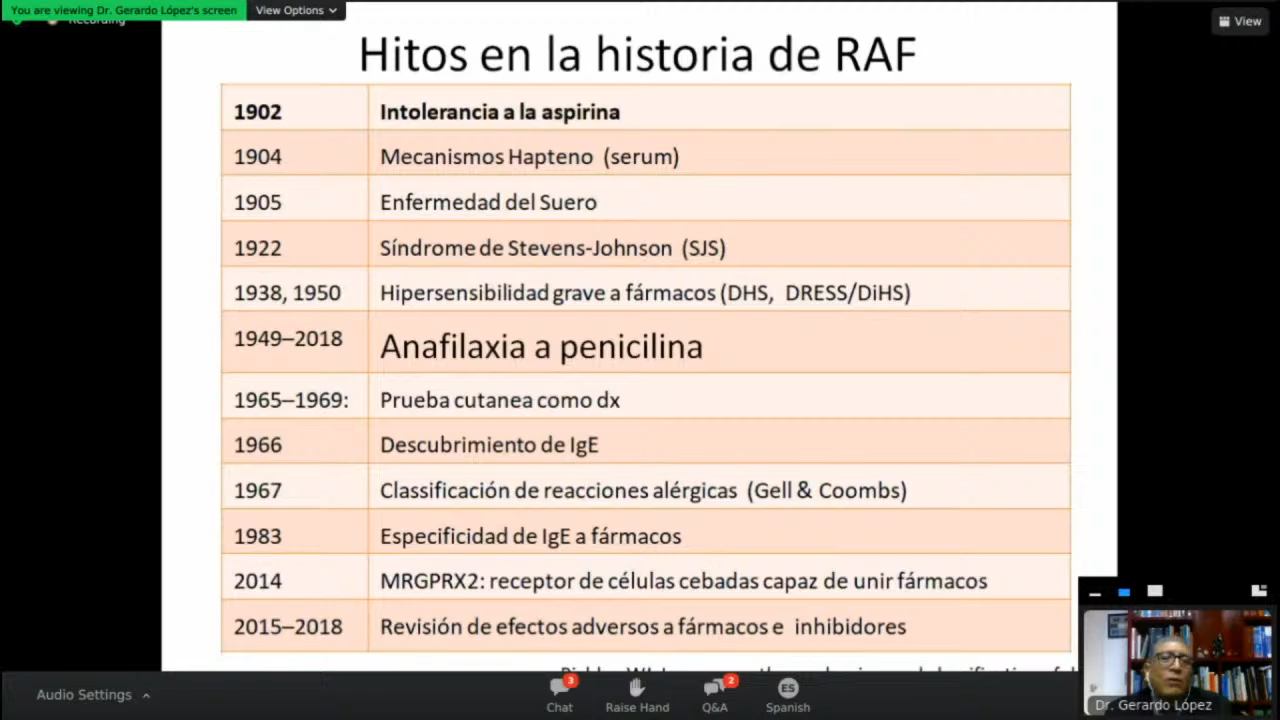 You are viewing Dr. Gerardo López's screen
View Options
Recording
View
Hitos en la historia de RAF
1902 Intolerancia a la aspirina
1904 Mecanismos Hapteno (serum)
1905 Enfermedad del Suero
1922 Síndrome de Stevens-Johnson (SJS)
1938, 1950 Hipersensibilidad grave a fármacos (DHS, DRESS/DiHS)
1949–2018 Anafilaxia a penicilina
1965–1969: Prueba cutanea como dx
1966 Descubrimiento de IgE
1967 Classificación de reacciones alérgicas (Gell & Coombs)
1983 Especificidad de IgE a fármacos
2014 MRGPRX2: receptor de células cebadas capaz de unir fármacos
2015–2018 Revisión de efectos adversos a fármacos e inhibidores
Audio Settings
3
Chat
Raise Hand
2
Q&A
ES
Spanish
Dr. Gerardo López